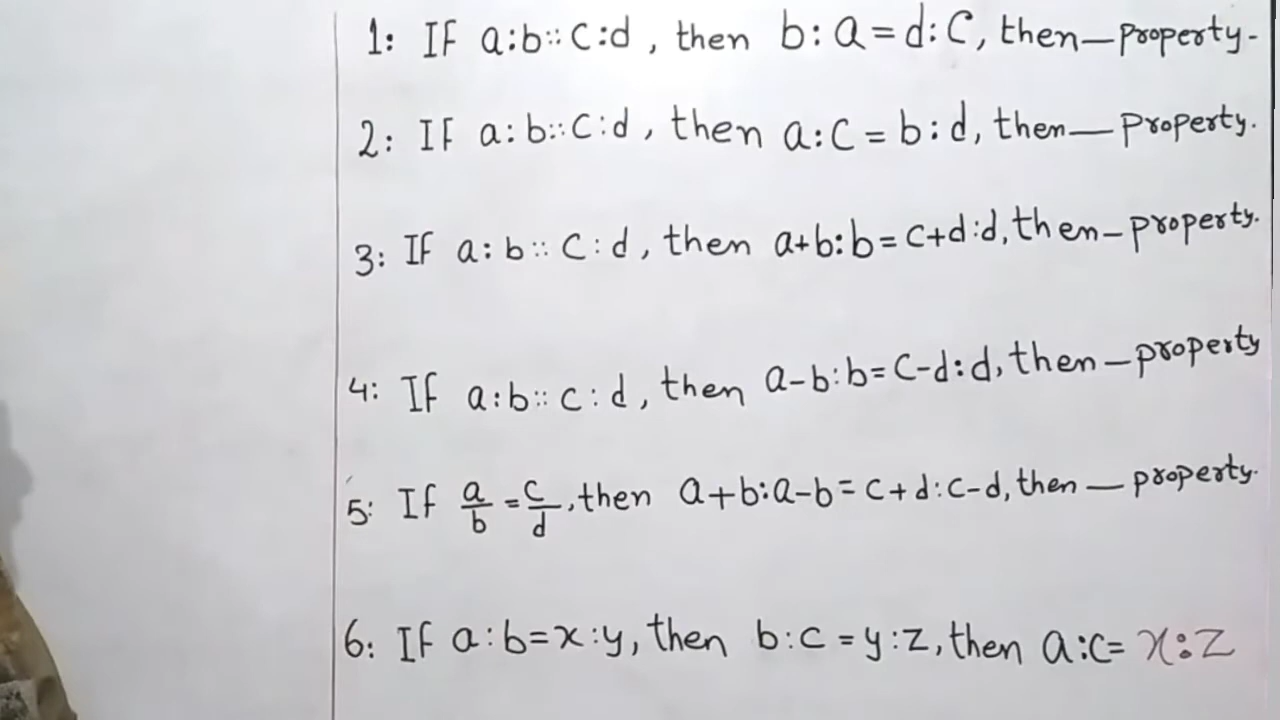 1: If a:b::c:d, then b:a=d:c, then—property-
2: If a:b::c:d, then a:c=b:d, then—property.
3: If a:b::c:d, then a+b:b=c+d:d, then—property.
4: If a:b::c:d, then a-b:b=c-d:d, then—property
5: If a/b=c/d, then a+b:a-b=c+d:c-d, then—property.
6: If a:b=x:y, then b:c=y:z, then a:c=x:z